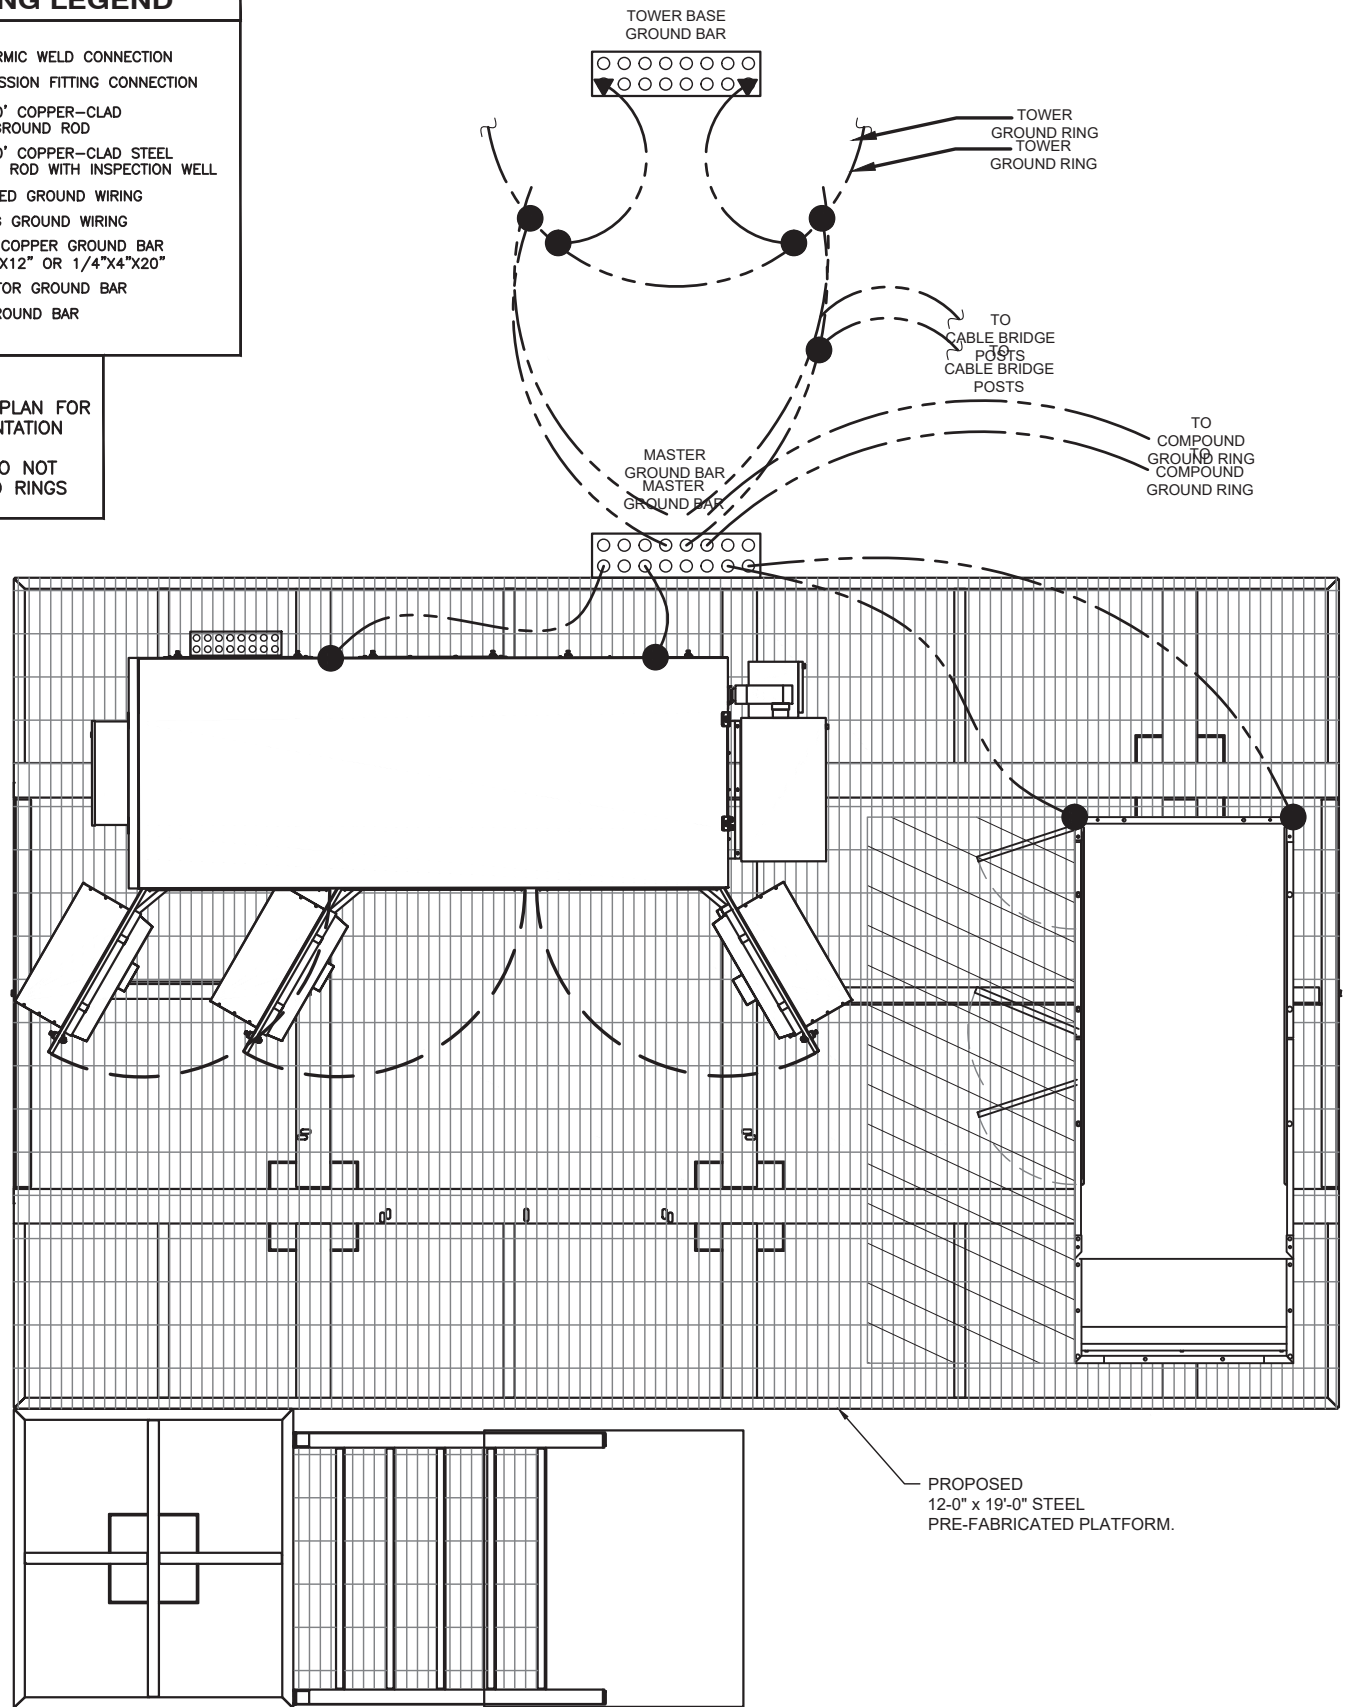 NG LEGEND
RMIC WELD CONNECTION
SSION FITTING CONNECTION
0' COPPER-CLAD
GROUND ROD
0' COPPER-CLAD STEEL
ROD WITH INSPECTION WELL
ED GROUND WIRING
GROUND WIRING
COPPER GROUND BAR
X12" OR 1/4"X4"X20"
TOR GROUND BAR
ROUND BAR
PLAN FOR
NTATION
O NOT
RINGS
TOWER BASE
GROUND BAR
TOWER
GROUND RING
TOWER
GROUND RING
TO
CABLE BRIDGE
POSTS
TO
CABLE BRIDGE
POSTS
TO
COMPOUND
GROUND RING
TO
COMPOUND
GROUND RING
MASTER
GROUND BAR
MASTER
GROUND BAR
PROPOSED
12-0" x 19'-0" STEEL
PRE-FABRICATED PLATFORM.